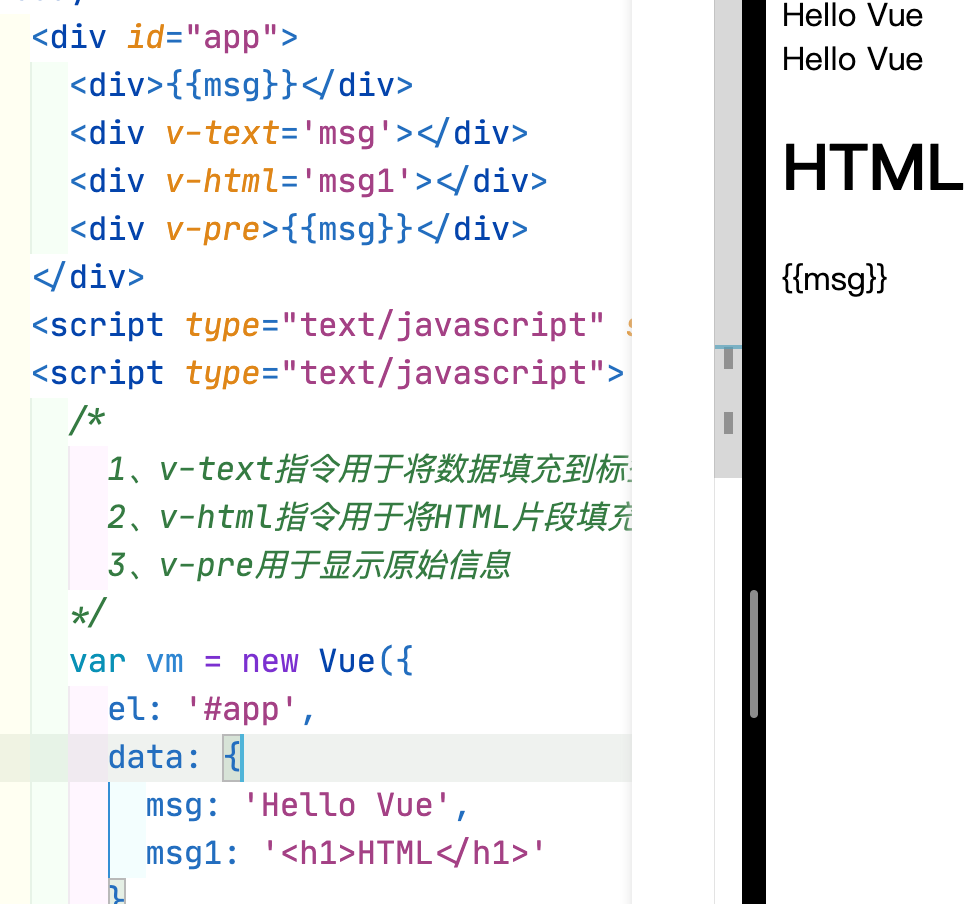 <div id="app">
<div>{{msg}}</div>
<div v-text='msg'></div>
<div v-html='msg1'></div>
<div v-pre>{{msg}}</div>
</div>
<script type="text/javascript"
<script type="text/javascript">
/*
1、v-text指令用于将数据填充到标
2、v-html指令用于将HTML片段填充
3、v-pre用于显示原始信息
*/
var vm = new Vue({
el: '#app',
data: {
msg: 'Hello Vue',
msg1: '<h1>HTML</h1>'
}
Hello Vue
Hello Vue
HTML
{{msg}}